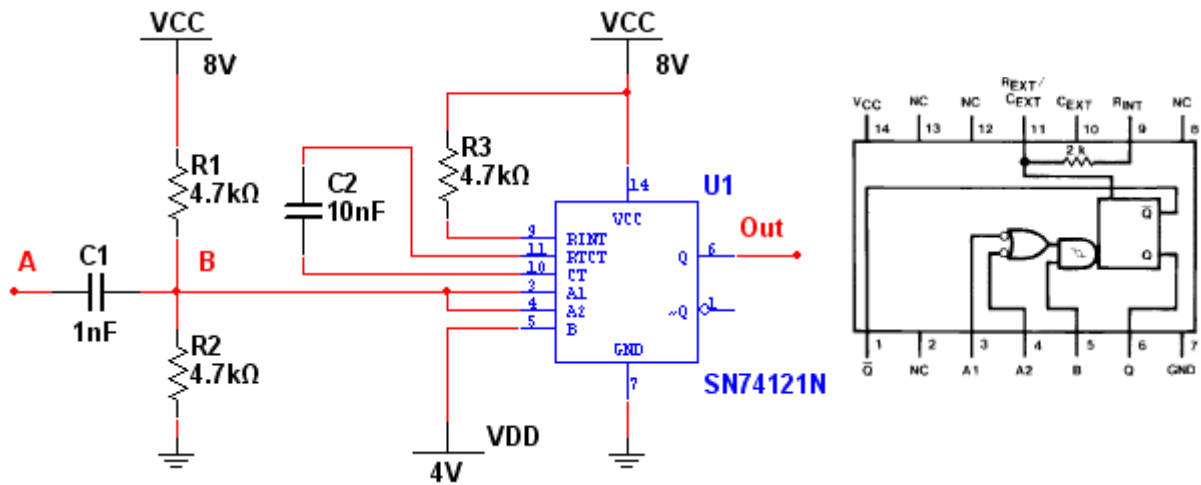 VCC
8V
R1
4.7kΩ
A
C1
1nF
B
R2
4.7kΩ
C2
10nF
R3
4.7kΩ
VCC
8V
14
U1
VCC
9 RINT
11 RTCT
10 CT
3 A1
4 A2
5 B
Q 6
~Q 1
GND
7
Out
SN74121N
VDD
4V
REXT/
VCC NC NC CEXT CEXT RINT NC
14 13 12 11 10 9 8
2 k
Q̅
Q
1 2 3 4 5 6 7
Q̅ NC A1 A2 B Q GND